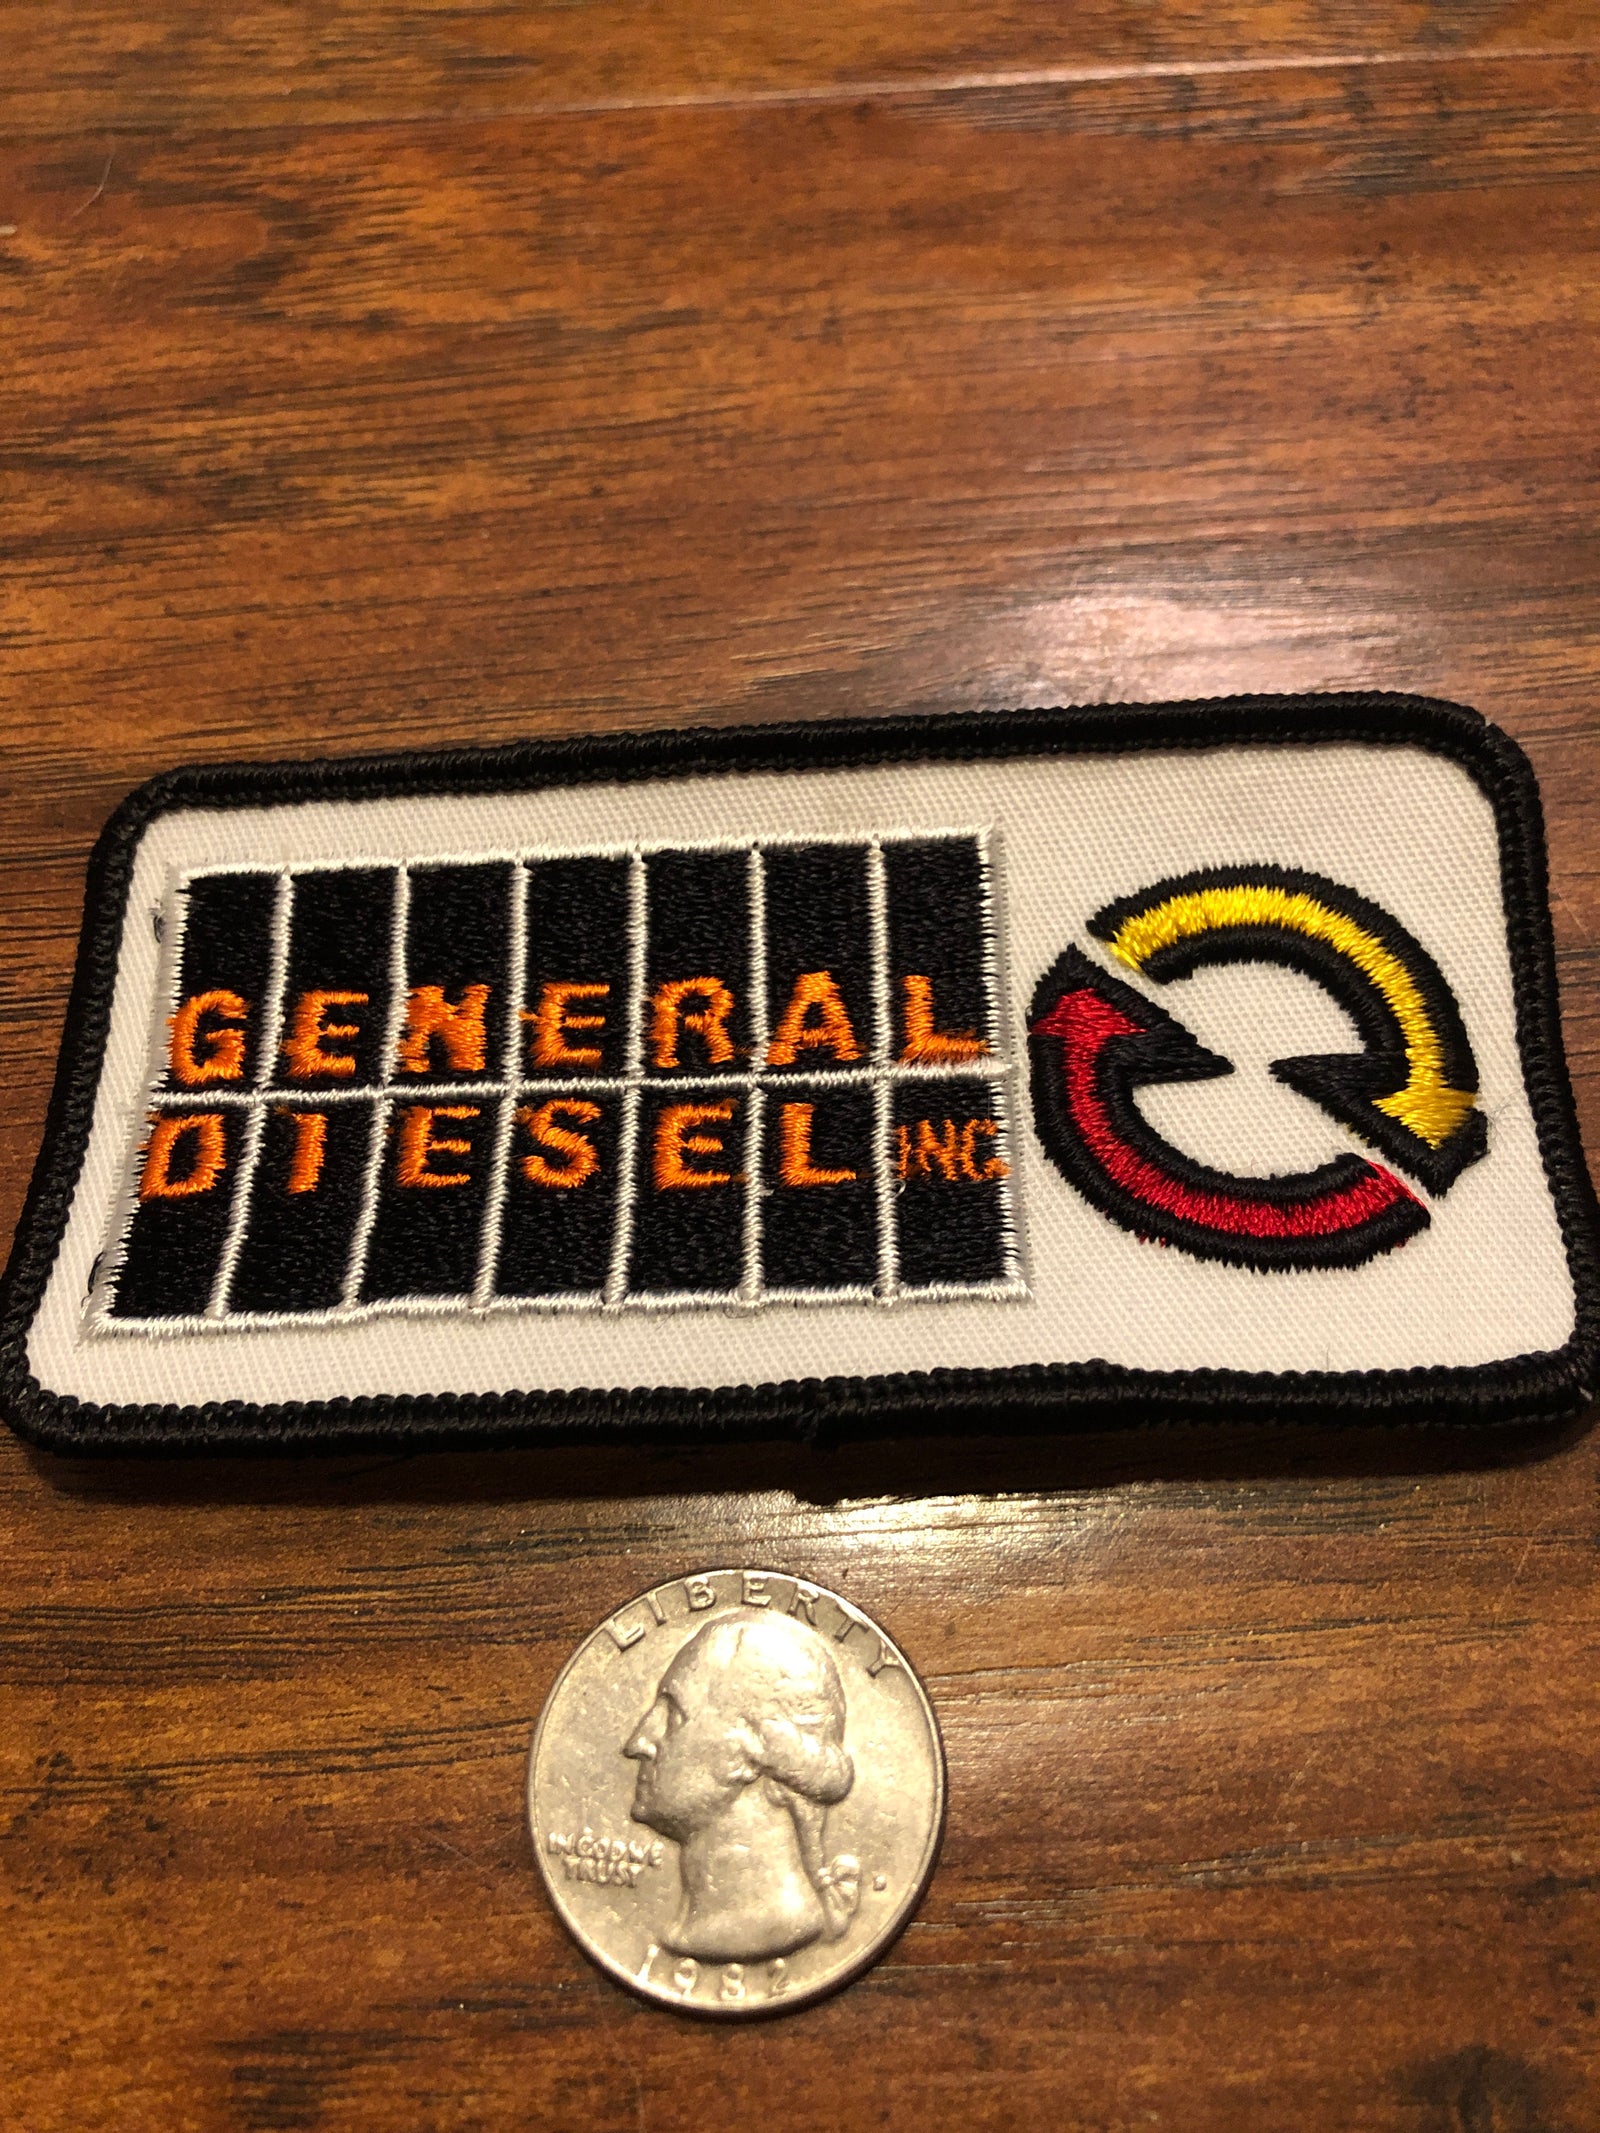 GENERAL
DIESEL INC.
LIBERTY
IN GOD WE
TRUST
D
1982